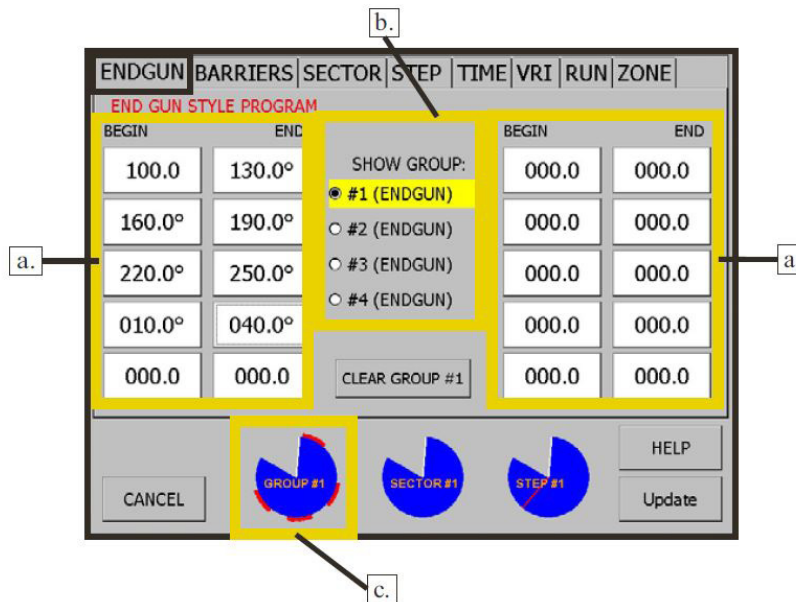 b.
ENDGUN BARRIERS SECTOR STEP TIME VRI RUN ZONE
END GUN STYLE PROGRAM
BEGIN END BEGIN END
100.0 130.0° SHOW GROUP: 000.0 000.0
#1 (ENDGUN)
160.0° 190.0° #2 (ENDGUN) 000.0 000.0
a. 220.0° 250.0° #3 (ENDGUN) 000.0 000.0 a
#4 (ENDGUN)
010.0° 040.0° 000.0 000.0
000.0 000.0 CLEAR GROUP #1 000.0 000.0
HELP
GROUP #1 SECTOR #1 STEP #1
CANCEL Update
c.